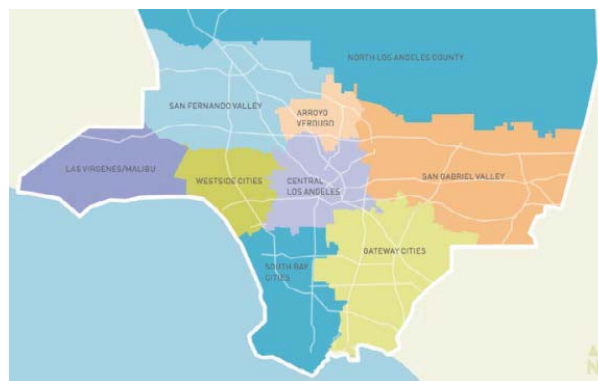 NORTH LOS ANGELES COUNTY
SAN FERNANDO VALLEY
ARROYO
VERDUGO
LAS VIRGENES/MALIBU
WESTSIDE CITIES
CENTRAL
LOS ANGELES
SAN GABRIEL VALLEY
GATEWAY CITIES
SOUTH BAY
CITIES
N